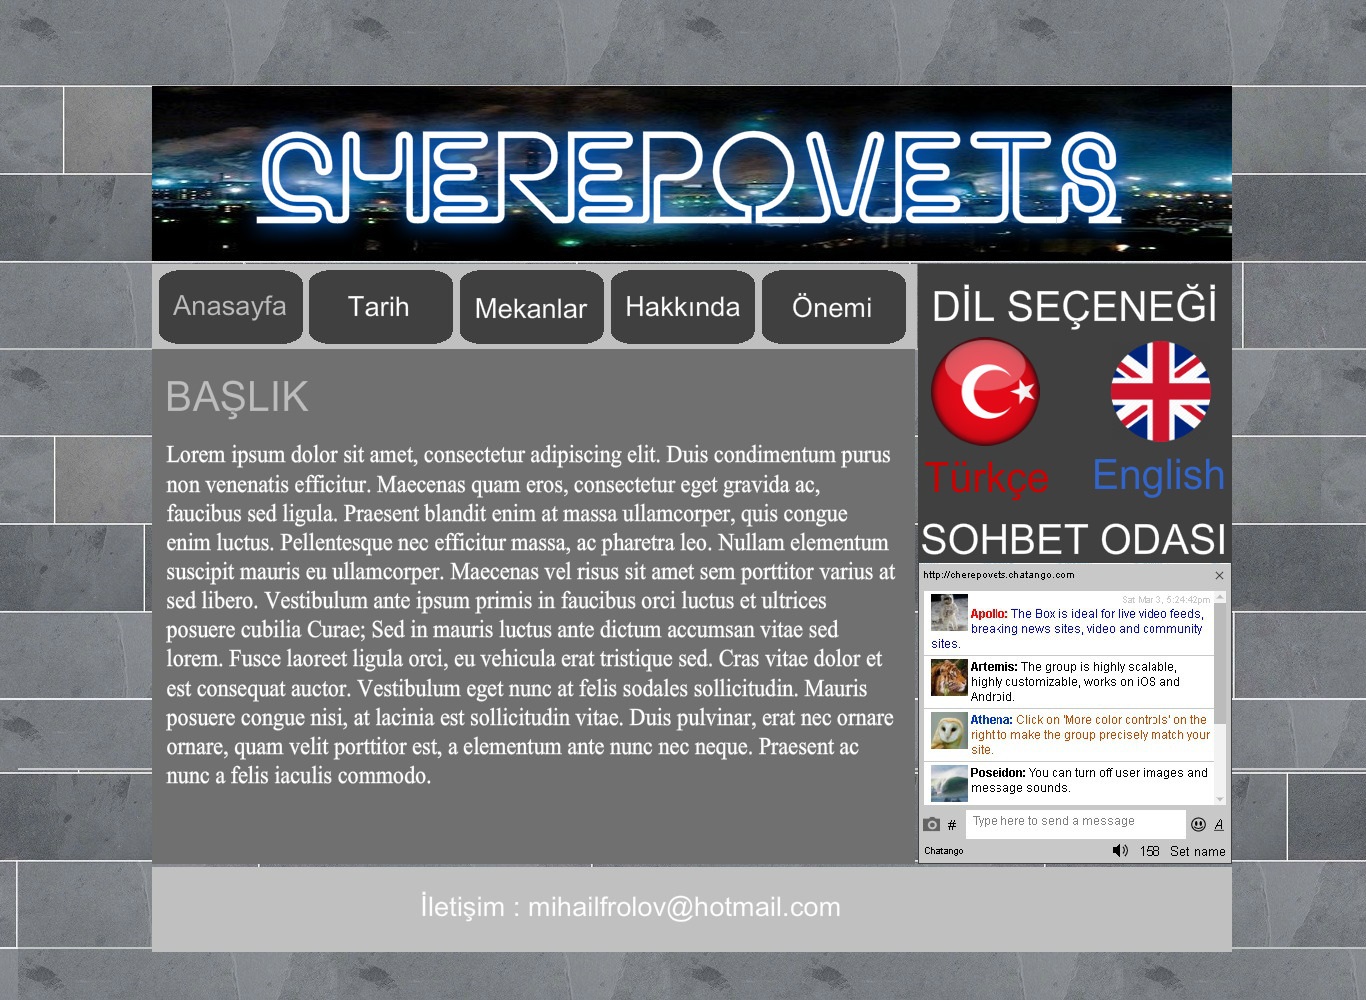 CHEREPOVETS
Anasayfa
Tarih
Mekanlar
Hakkında
Önemi
BAŞLIK
Lorem ipsum dolor sit amet, consectetur adipiscing elit. Duis condimentum purus
non venenatis efficitur. Maecenas quam eros, consectetur eget gravida ac,
faucibus sed ligula. Praesent blandit enim at massa ullamcorper, quis congue
enim luctus. Pellentesque nec efficitur massa, ac pharetra leo. Nullam elementum
suscipit mauris eu ullamcorper. Maecenas vel risus sit amet sem porttitor varius at
sed libero. Vestibulum ante ipsum primis in faucibus orci luctus et ultrices
posuere cubilia Curae; Sed in mauris luctus ante dictum accumsan vitae sed
lorem. Fusce laoreet ligula orci, eu vehicula erat tristique sed. Cras vitae dolor et
est consequat auctor. Vestibulum eget nunc at felis sodales sollicitudin. Mauris
posuere congue nisi, at lacinia est sollicitudin vitae. Duis pulvinar, erat nec ornare
ornare, quam velit porttitor est, a elementum ante nunc nec neque. Praesent ac
nunc a felis iaculis commodo.
DİL SEÇENEĞİ
Türkçe
English
SOHBET ODASI
http://cherepovets.chatango.com
Sat Mar 3, 5:24:42pm
Apollo: The Box is ideal for live video feeds,
breaking news sites, video and community
sites.
Artemis: The group is highly scalable,
highly customizable, works on iOS and
Android.
Athena: Click on 'More color controls' on the
right to make the group precisely match your
site.
Poseidon: You can turn off user images and
message sounds.
# Type here to send a message A
Chatango 158 Set name
İletişim : mihailfrolov@hotmail.com